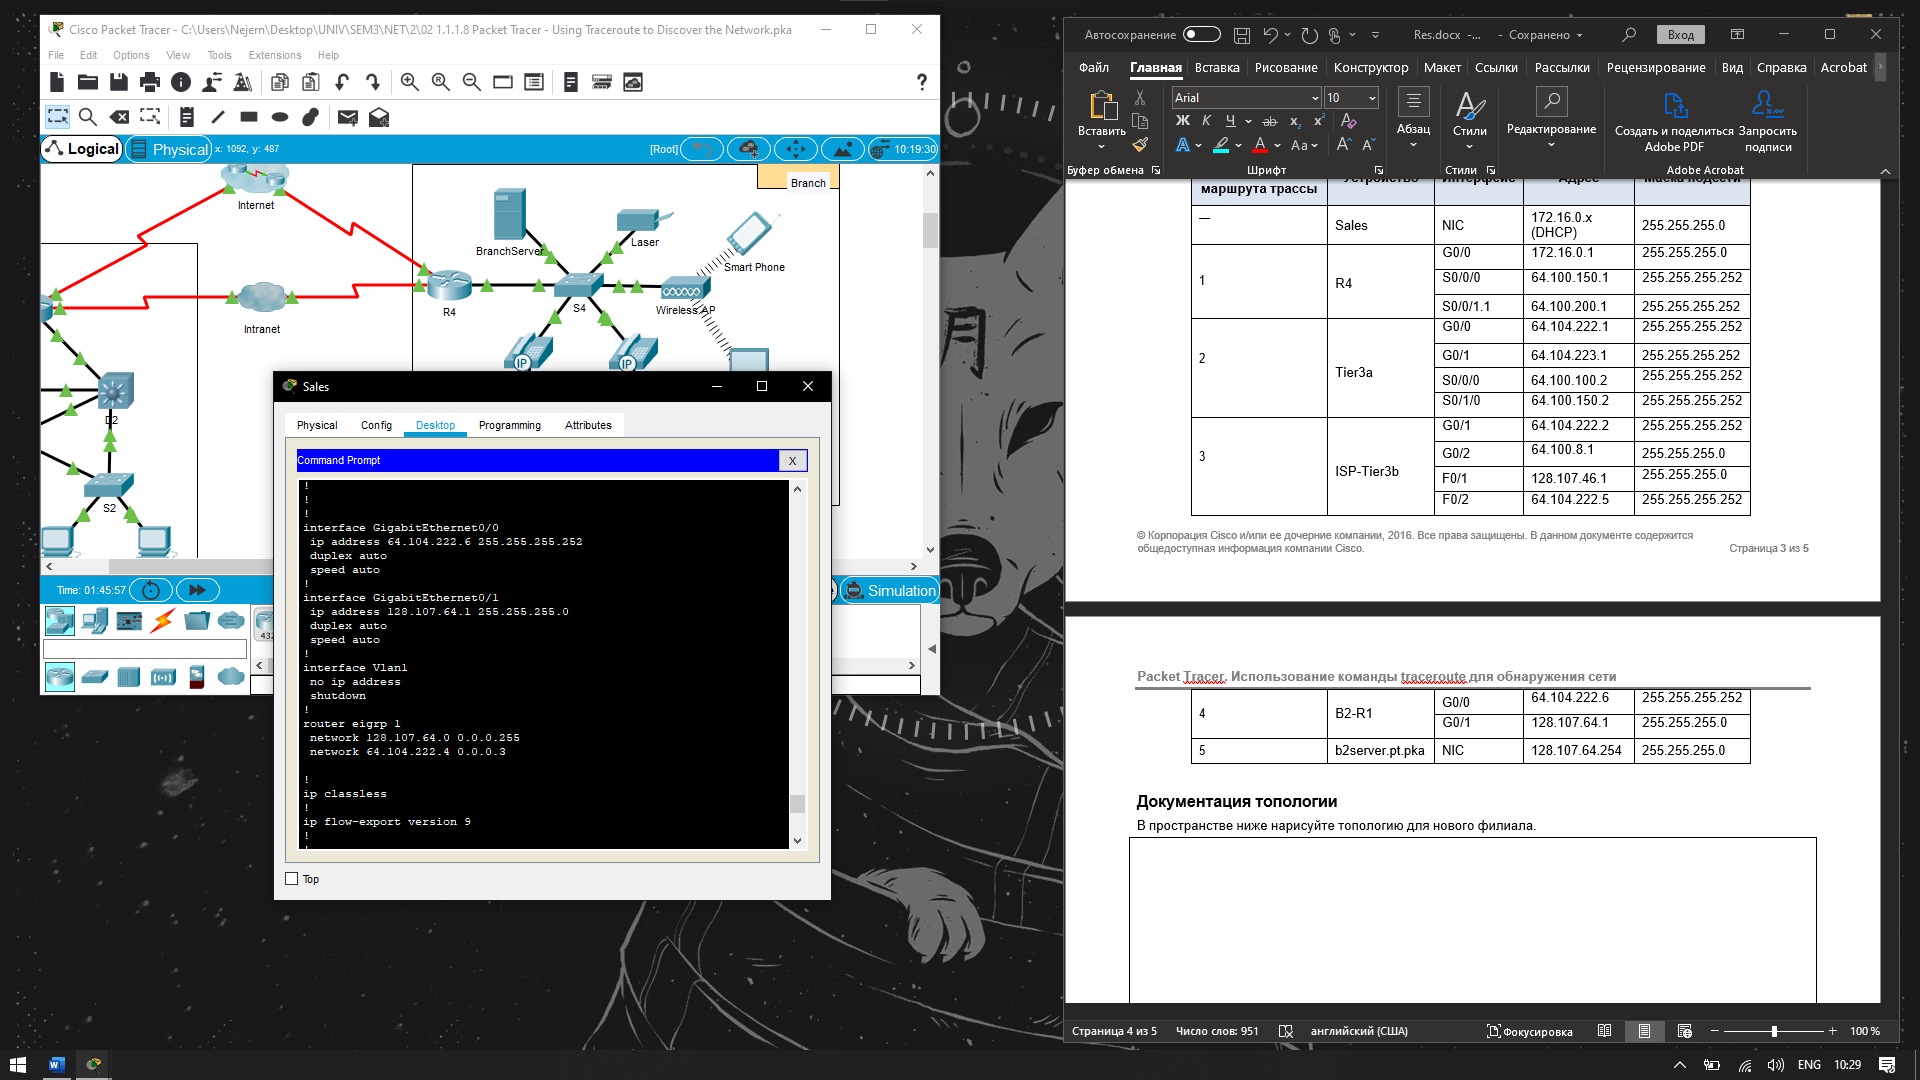 Cisco Packet Tracer - C:\Users\Nejern\Desktop\UNIV\SEM3\NET\2\02 1.1.1.8 Packet Tracer - Using Traceroute to Discover the Network.pka
File Edit Options View Tools Extensions Help
Logical Physical x: 1092, y: 487 [Root] 10:19:30
Branch
Internet
BranchServer
Laser
Smart Phone
R4
S4
Wireless AP
Intranet
IP IP
D2
S2
Time: 01:45:57
Simulation
432
Sales
Physical Config Desktop Programming Attributes
Command Prompt X
!
!
!
interface GigabitEthernet0/0
ip address 64.104.222.6 255.255.255.252
duplex auto
speed auto
!
interface GigabitEthernet0/1
ip address 128.107.64.1 255.255.255.0
duplex auto
speed auto
!
interface Vlan1
no ip address
shutdown
!
router eigrp 1
network 128.107.64.0 0.0.0.255
network 64.104.222.4 0.0.0.3
!
ip classless
!
ip flow-export version 9
!
Top
Автосохранение Res.docx - - Сохранено Вход
Файл Главная Вставка Рисование Конструктор Макет Ссылки Рассылки Рецензирование Вид Справка Acrobat
Arial 10
Вставить
Ж К Ч ab x₂ x²
Aa
Абзац Стили Редактирование
Создать и поделиться Adobe PDF
Запросить подписи
Буфер обмена Шрифт Стили Adobe Acrobat
маршрута трассы Устройство Интерфейс Адрес Маска подсети
— Sales NIC 172.16.0.x (DHCP) 255.255.255.0
1 R4 G0/0 172.16.0.1 255.255.255.0
S0/0/0 64.100.150.1 255.255.255.252
S0/0/1.1 64.100.200.1 255.255.255.252
2 Tier3a G0/0 64.104.222.1 255.255.255.252
G0/1 64.104.223.1 255.255.255.252
S0/0/0 64.100.100.2 255.255.255.252
S0/1/0 64.100.150.2 255.255.255.252
3 ISP-Tier3b G0/1 64.104.222.2 255.255.255.252
G0/2 64.100.8.1 255.255.255.0
F0/1 128.107.46.1 255.255.255.0
F0/2 64.104.222.5 255.255.255.252
© Корпорация Cisco и/или ее дочерние компании, 2016. Все права защищены. В данном документе содержится
общедоступная информация компании Cisco. Страница 3 из 5
Packet Tracer. Использование команды traceroute для обнаружения сети
4 B2-R1 G0/0 64.104.222.6 255.255.255.252
G0/1 128.107.64.1 255.255.255.0
5 b2server.pt.pka NIC 128.107.64.254 255.255.255.0
Документация топологии
В пространстве ниже нарисуйте топологию для нового филиала.
Страница 4 из 5 Число слов: 951 английский (США) Фокусировка 100 %
ENG 10:29